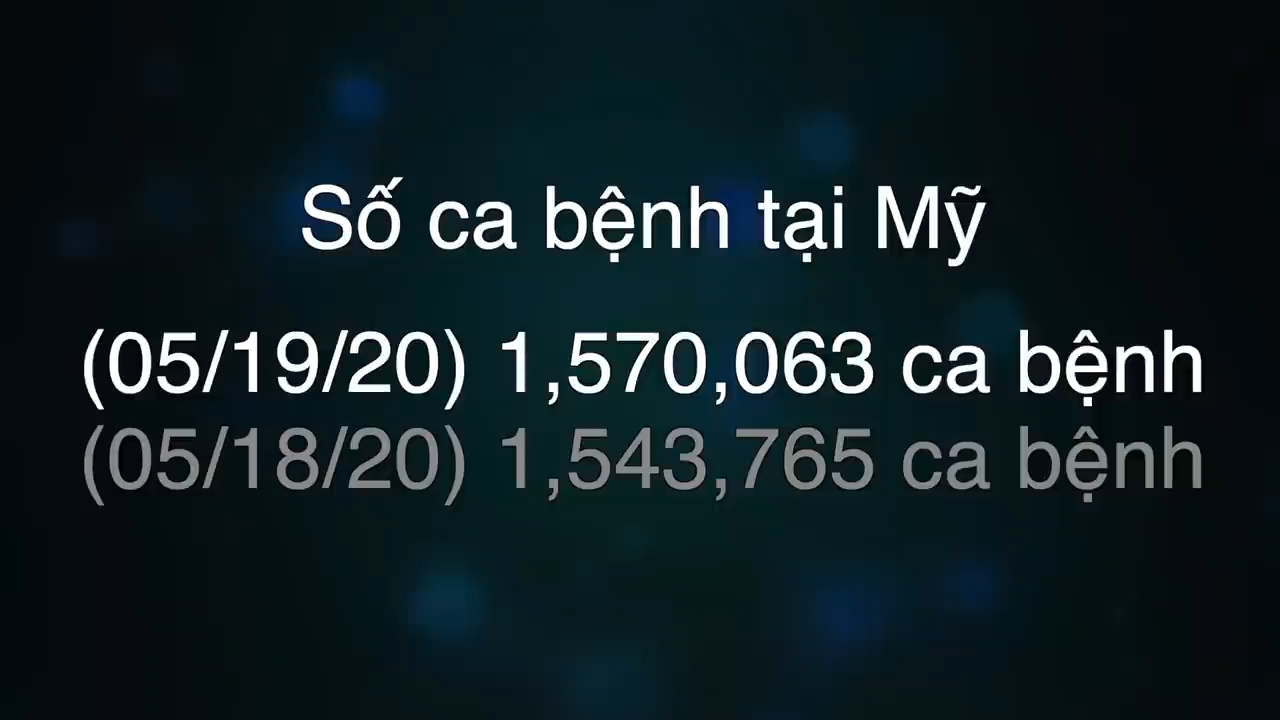 Số ca bệnh tại Mỹ
(05/19/20) 1,570,063 ca bệnh
(05/18/20) 1,543,765 ca bệnh